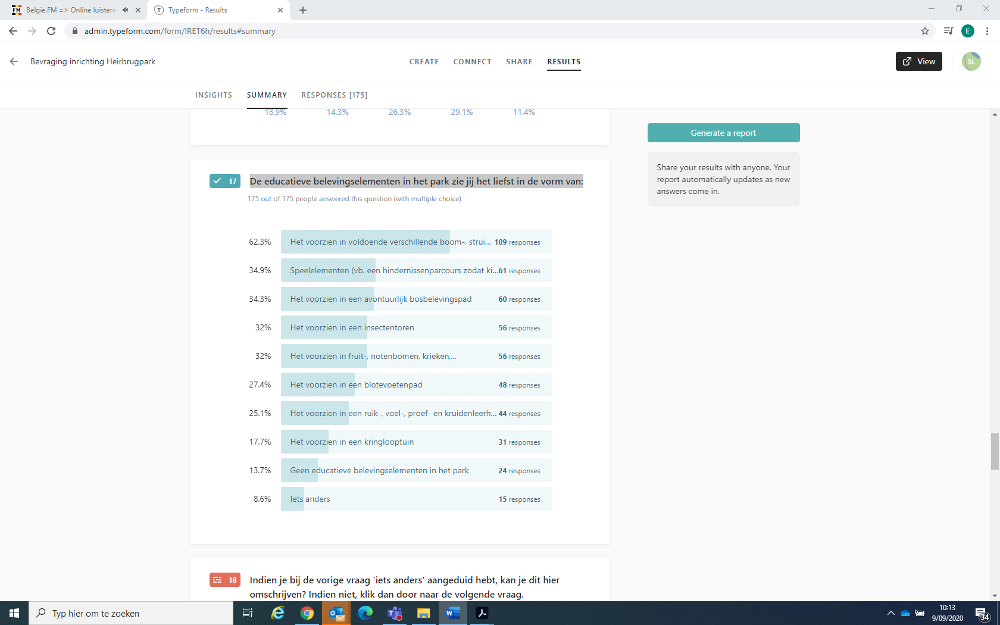 Belgie.FM => Online luistere
Typeform - Results
admin.typeform.com/form/IRET6h/results#summary
E
Bevraging inrichting Heirbrugpark
CREATE
CONNECT
SHARE
RESULTS
View
SL
INSIGHTS
SUMMARY
RESPONSES [175]
18.9%
14.3%
26.3%
29.1%
11.4%
Generate a report
Share your results with anyone. Your
report automatically updates as new
answers come in.
17
De educatieve belevingselementen in het park zie jij het liefst in de vorm van:
175 out of 175 people answered this question (with multiple choice)
62.3% Het voorzien in voldoende verschillende boom-, strui... 109 responses
34.9% Speelelementen (vb. een hindernissenparcours zodat ki...61 responses
34.3% Het voorzien in een avontuurlijk bosbelevingspad 60 responses
32% Het voorzien in een insectentoren 56 responses
32% Het voorzien in fruit-, notenbomen, krieken,... 56 responses
27.4% Het voorzien in een blotevoetenpad 48 responses
25.1% Het voorzien in een ruik-, voel-, proef- en kruidenleerh... 44 responses
17.7% Het voorzien in een kringlooptuin 31 responses
13.7% Geen educatieve belevingselementen in het park 24 responses
8.6% Iets anders 15 responses
18
Indien je bij de vorige vraag 'iets anders' aangeduid hebt, kan je dit hier
omschrijven? Indien niet, klik dan door naar de volgende vraag.
Typ hier om te zoeken
10:13
9/09/2020
34